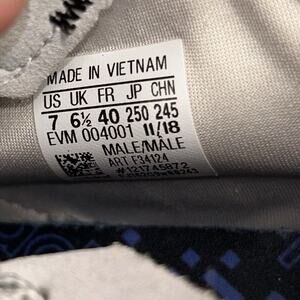 MADE IN VIETNAM
US UK FR JP CHN
7 6½ 40 250 245
EVM 004001 11/18
MALE/MÂLE
ART F34124